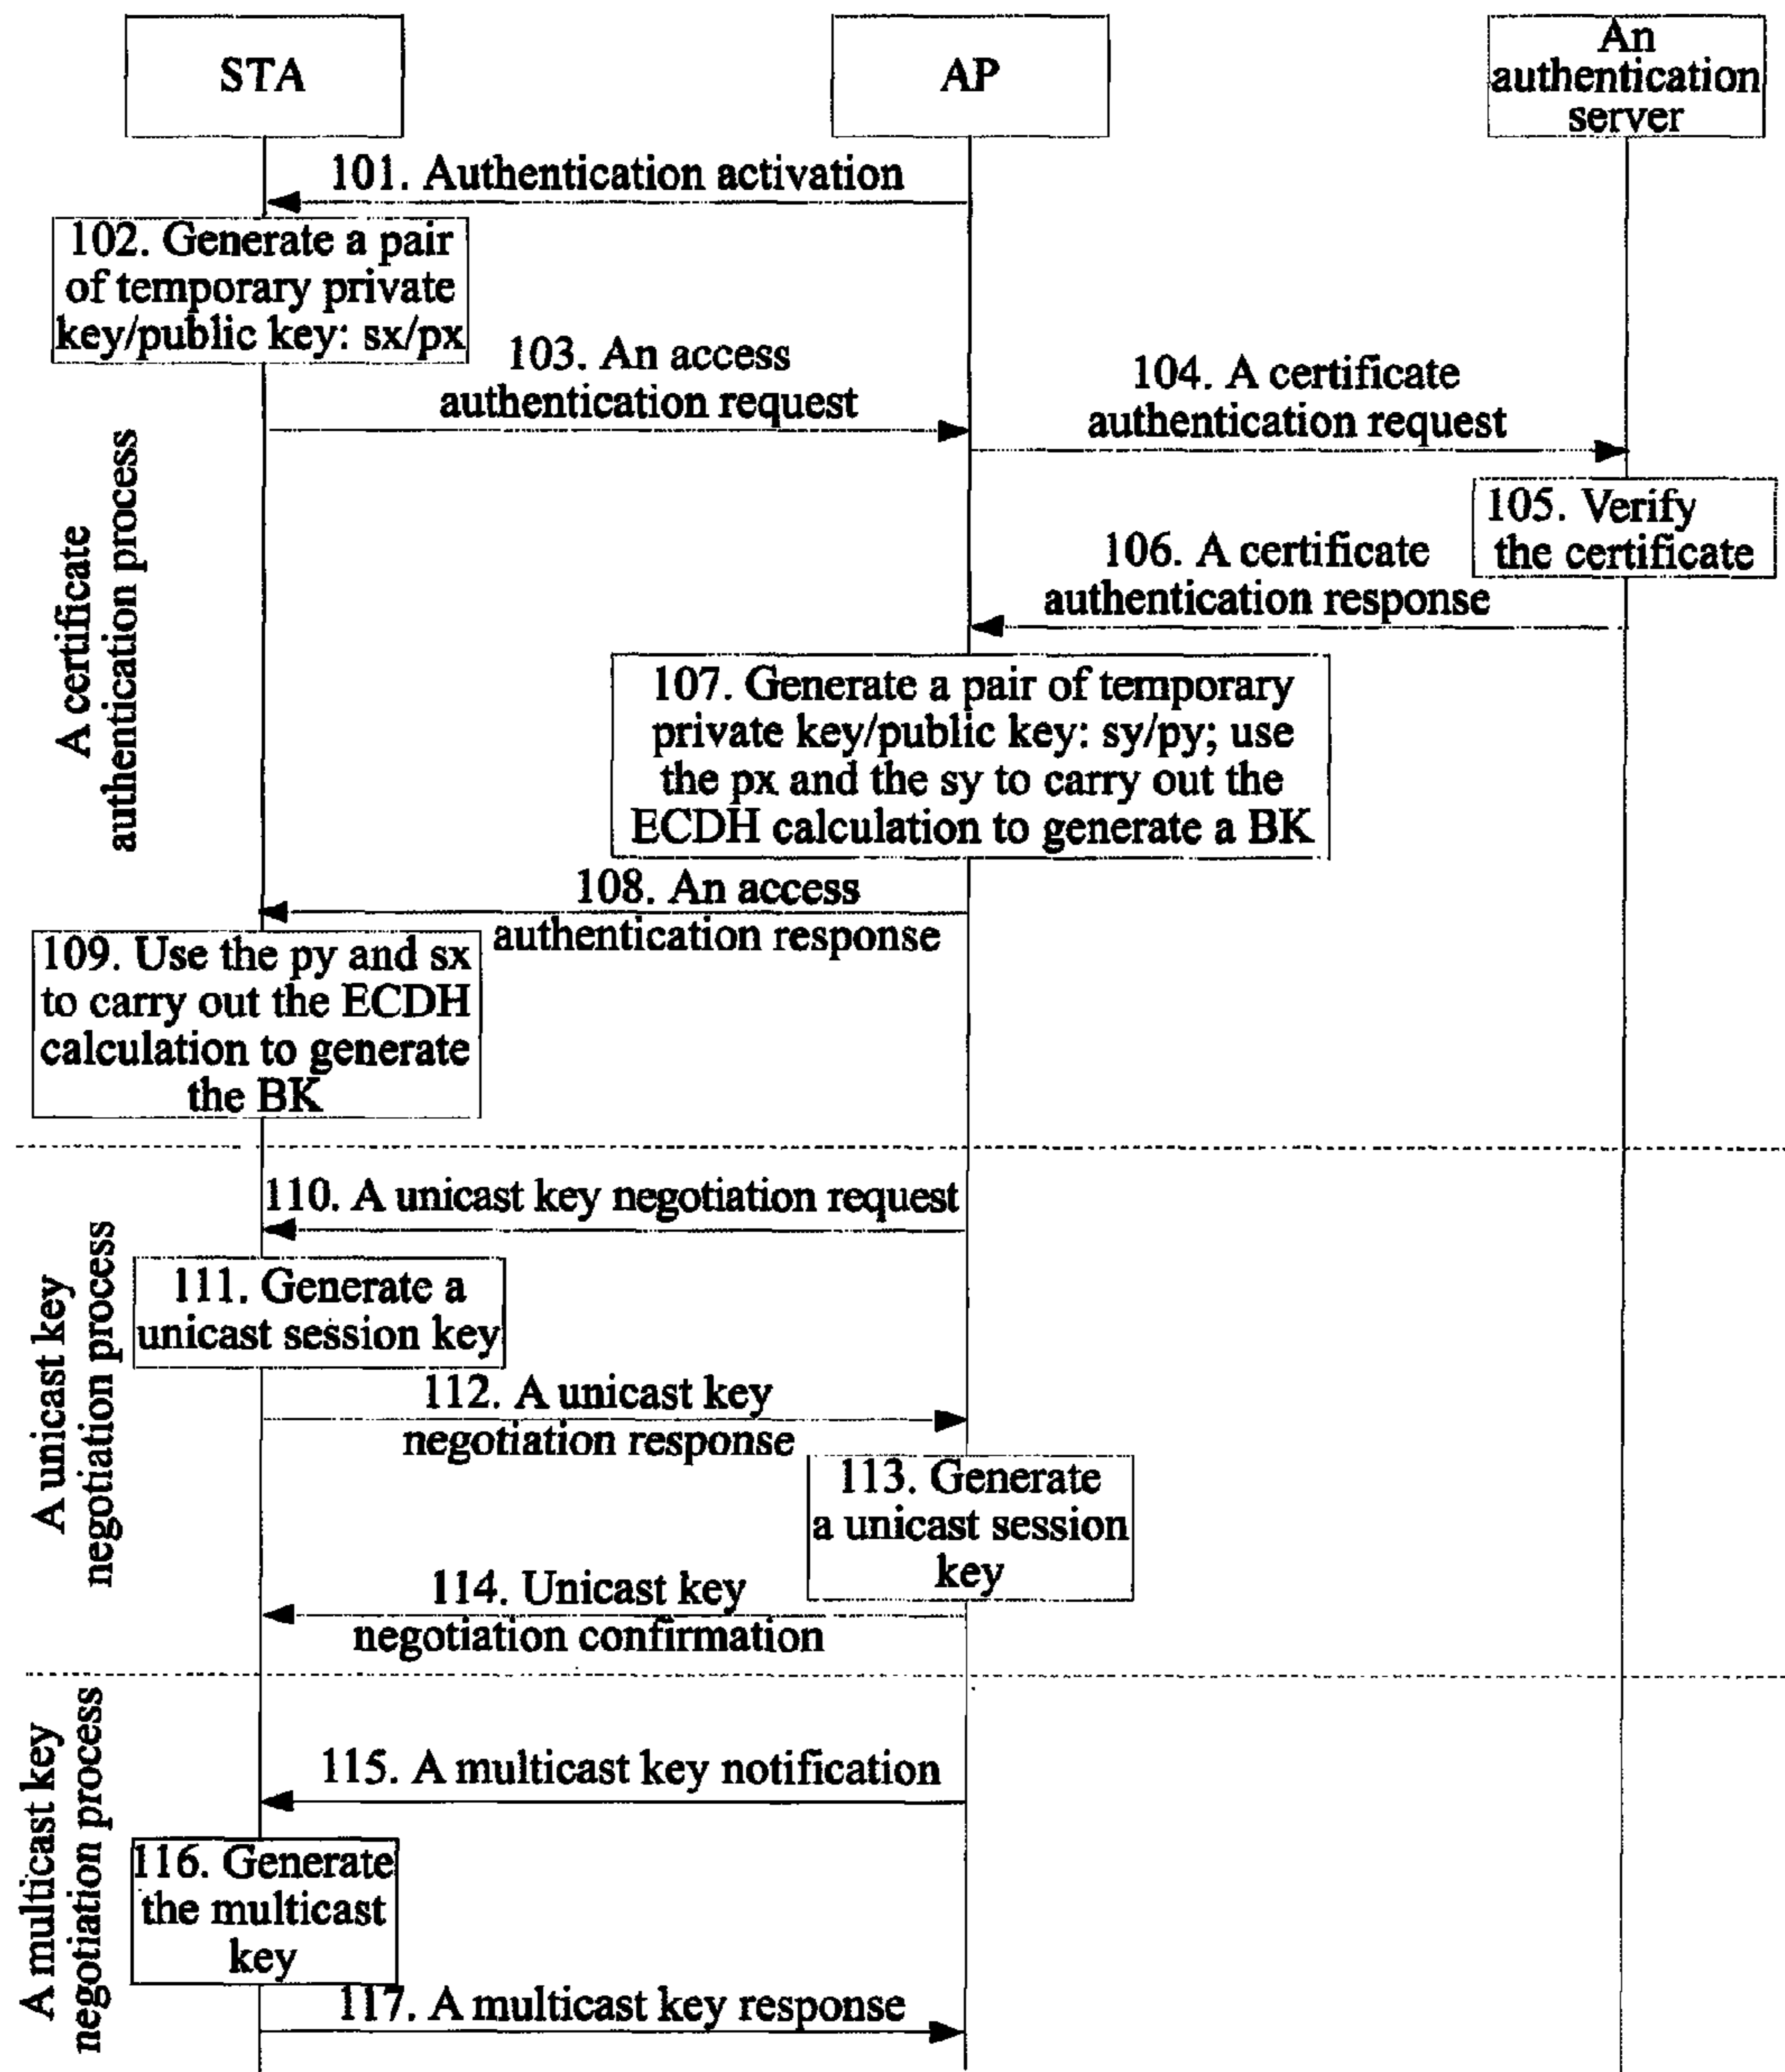 STA
AP
An
authentication
server
101. Authentication activation
102. Generate a pair
of temporary private
key/public key: sx/px
103. An access
authentication request
104. A certificate
authentication request
105. Verify
the certificate
106. A certificate
authentication response
A certificate
authentication process
107. Generate a pair of temporary
private key/public key: sy/py; use
the px and the sy to carry out the
ECDH calculation to generate a BK
108. An access
authentication response
109. Use the py and sx
to carry out the ECDH
calculation to generate
the BK
110. A unicast key negotiation request
A unicast key
negotiation process
111. Generate a
unicast session key
112. A unicast key
negotiation response
113. Generate
a unicast session
key
114. Unicast key
negotiation confirmation
A multicast key
negotiation process
115. A multicast key notification
116. Generate
the multicast
key
117. A multicast key response